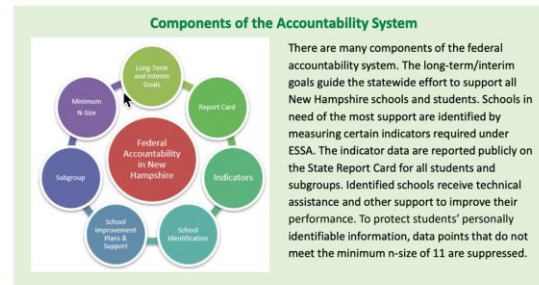 Components of the Accountability System
Long-Term
and Interim
Goals
Report Card
Indicators
School
Identification
School
Improvement
Plans &
Support
Subgroup
Minimum
N-Size
Federal
Accountability
in New
Hampshire
There are many components of the federal
accountability system. The long-term/interim
goals guide the statewide effort to support all
New Hampshire schools and students. Schools in
need of the most support are identified by
measuring certain indicators required under
ESSA. The indicator data are reported publicly on
the State Report Card for all students and
subgroups. Identified schools receive technical
assistance and other support to improve their
performance. To protect students' personally
identifiable information, data points that do not
meet the minimum n-size of 11 are suppressed.